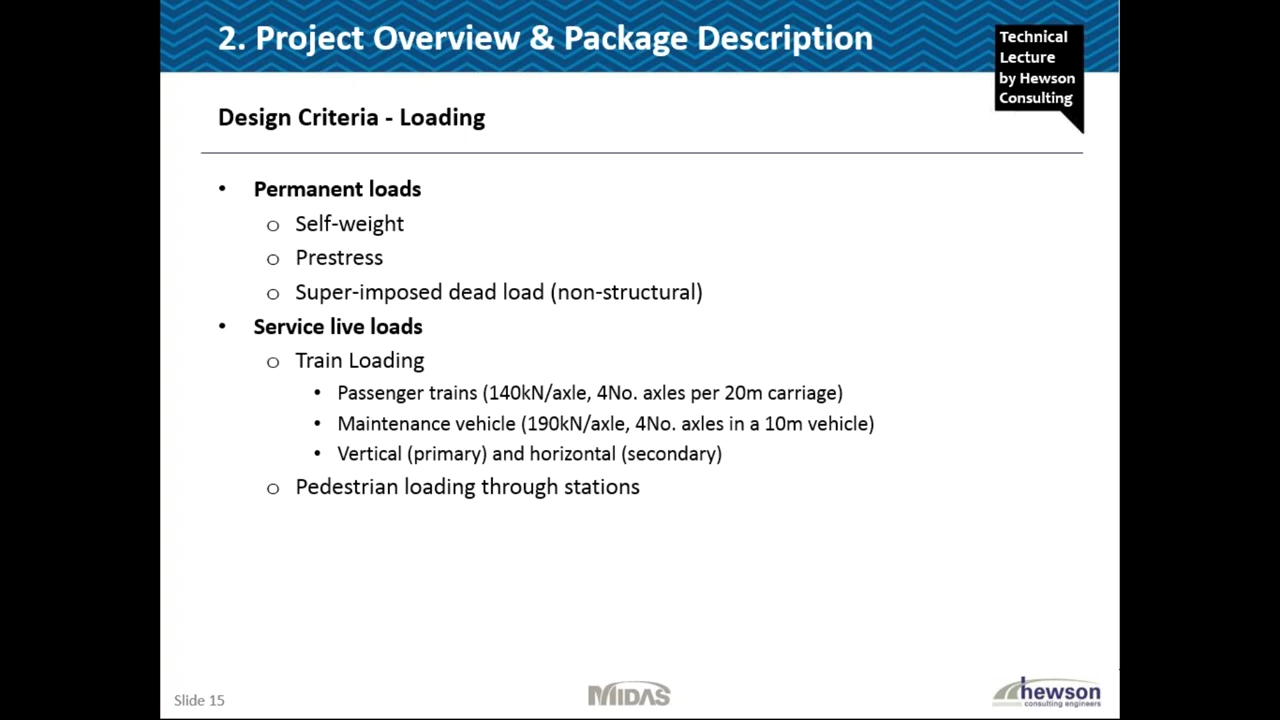 2. Project Overview & Package Description
Technical
Lecture
by Hewson
Consulting
Design Criteria - Loading
• Permanent loads
o Self-weight
o Prestress
o Super-imposed dead load (non-structural)
• Service live loads
o Train Loading
• Passenger trains (140kN/axle, 4No. axles per 20m carriage)
• Maintenance vehicle (190kN/axle, 4No. axles in a 10m vehicle)
• Vertical (primary) and horizontal (secondary)
o Pedestrian loading through stations
Slide 15
MIDAS
hewson
consulting engineers